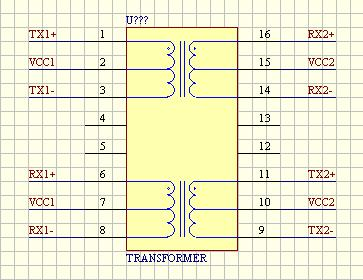 U???
TX1+ 1 16 RX2+
VCC1 2 15 VCC2
TX1- 3 14 RX2-
4 13
5 12
RX1+ 6 11 TX2+
VCC1 7 10 VCC2
RX1- 8 9 TX2-
TRANSFORMER